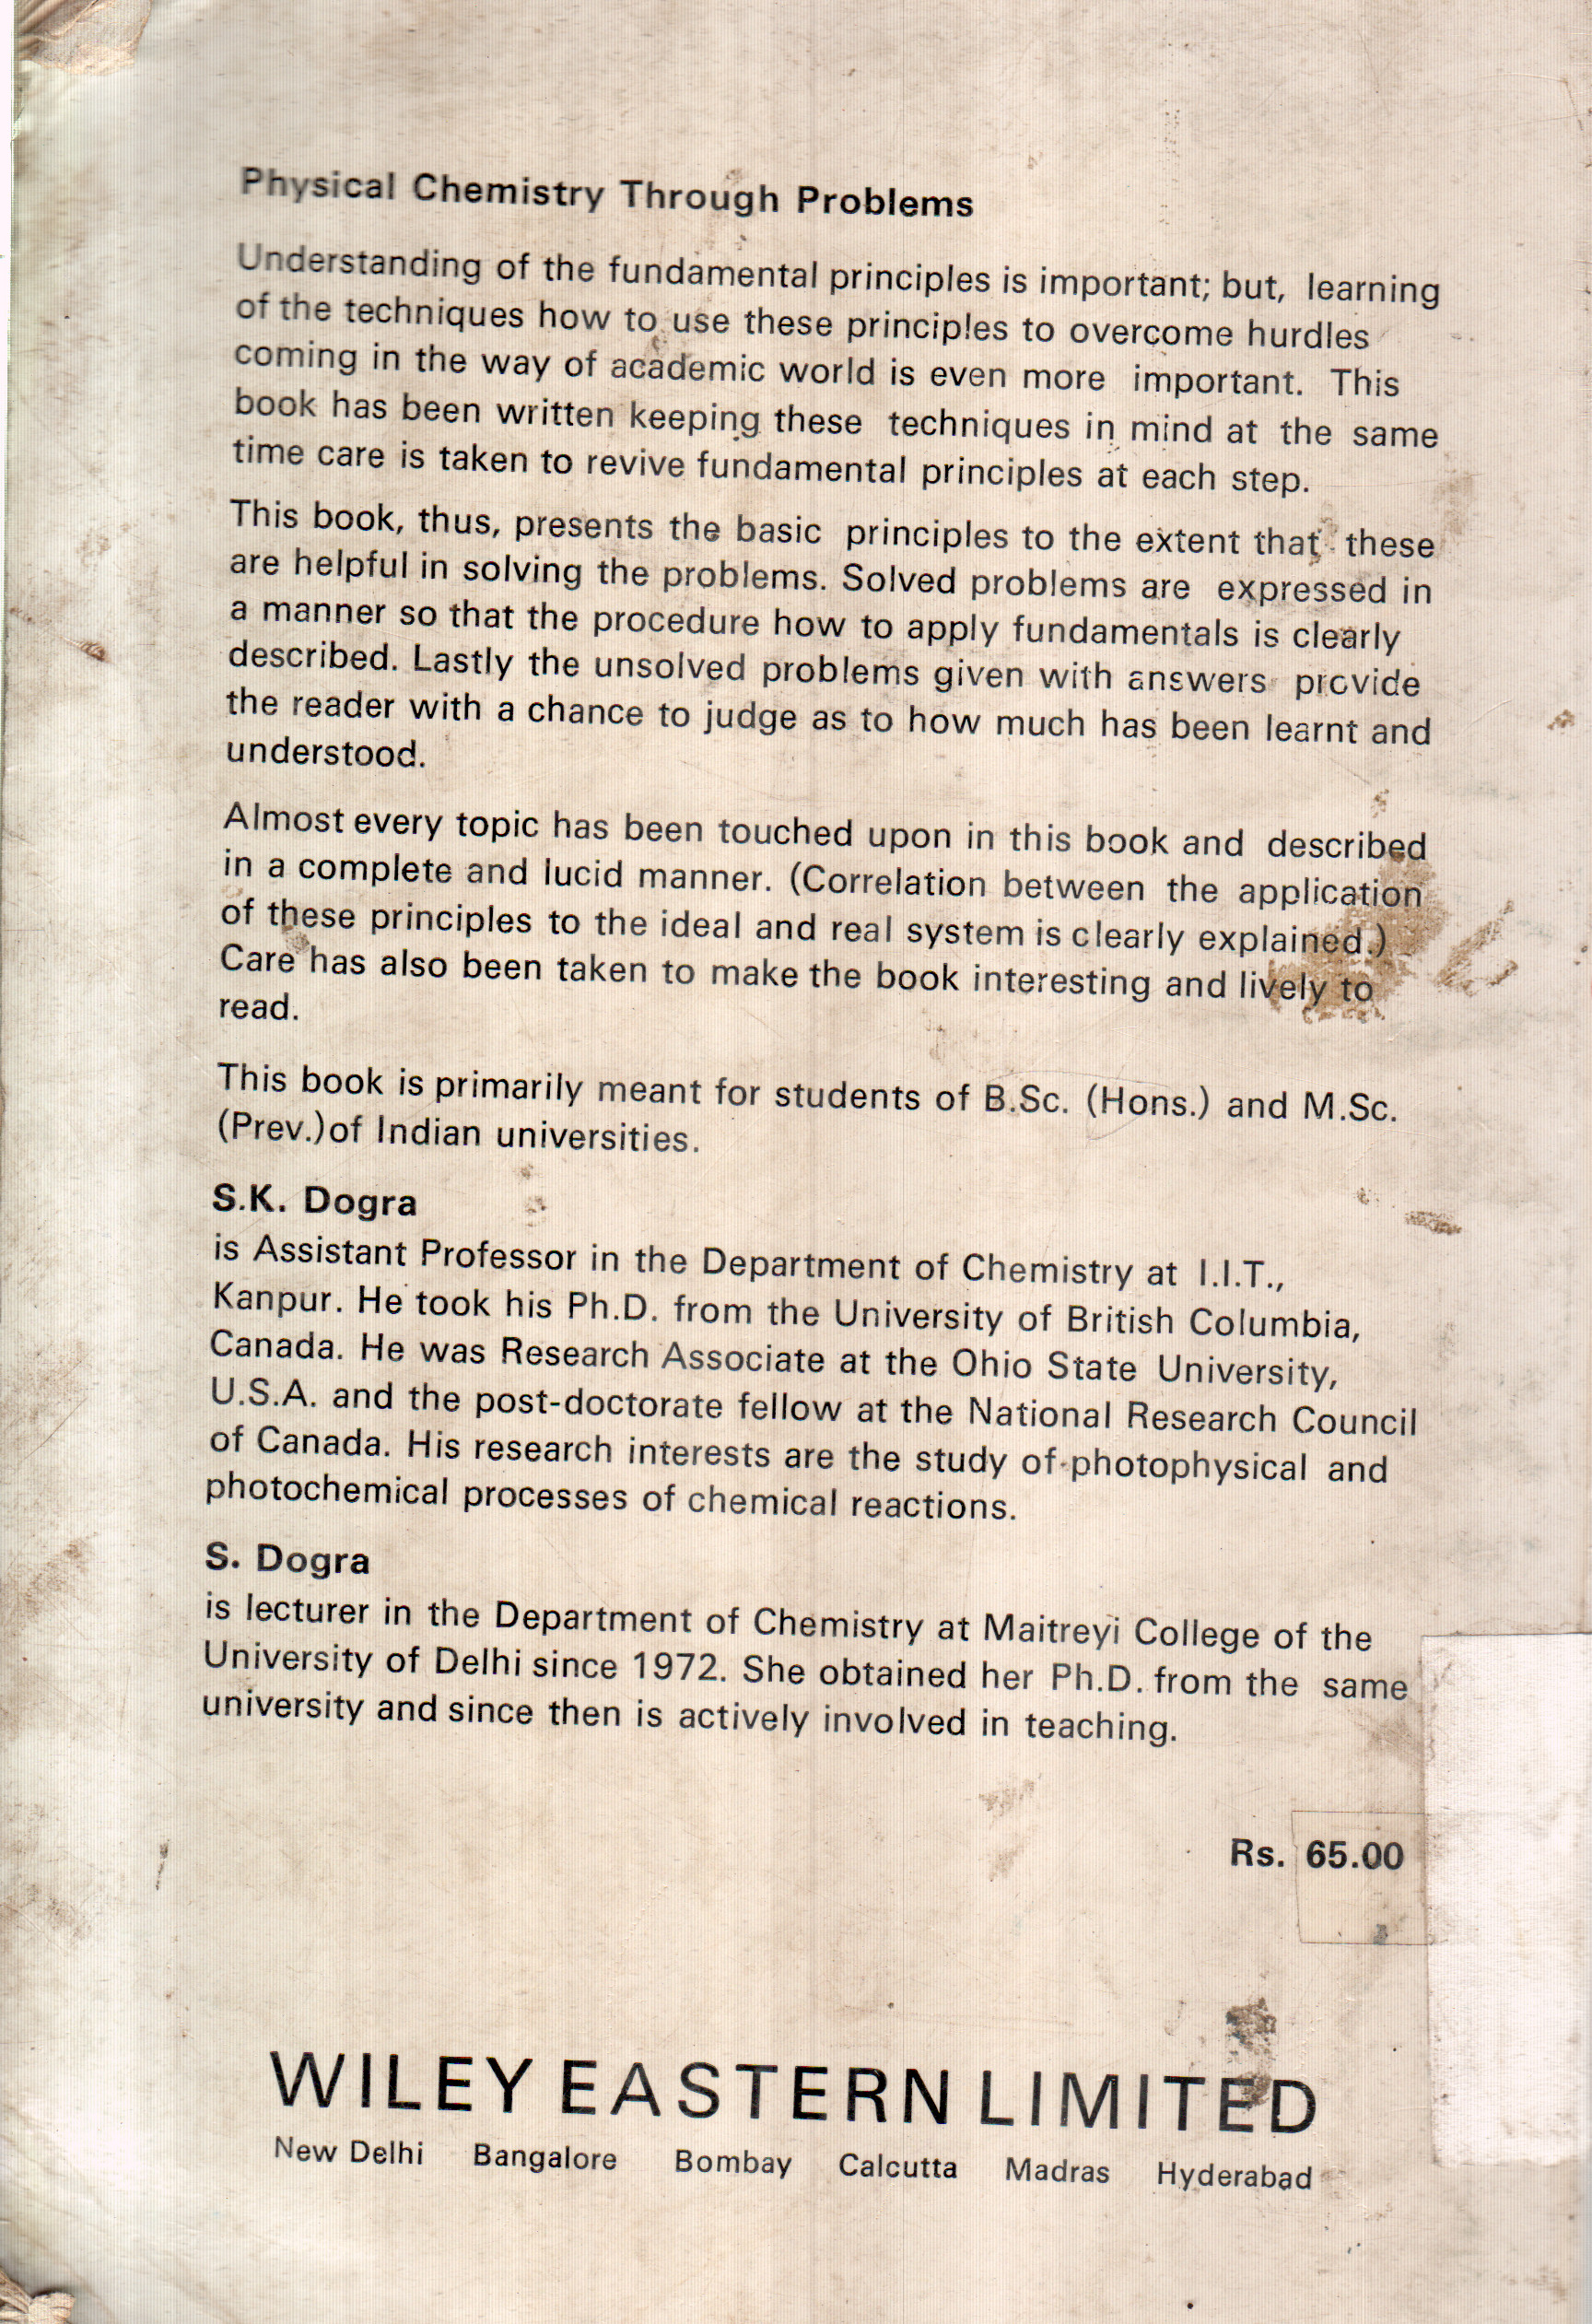 Physical Chemistry Through Problems
Understanding of the fundamental principles is important; but, learning
of the techniques how to use these principles to overcome hurdles
coming in the way of academic world is even more important. This
book has been written keeping these techniques in mind at the same
time care is taken to revive fundamental principles at each step.
This book, thus, presents the basic principles to the extent that these
are helpful in solving the problems. Solved problems are expressed in
a manner so that the procedure how to apply fundamentals is clearly
described. Lastly the unsolved problems given with answers provide
the reader with a chance to judge as to how much has been learnt and
understood.
Almost every topic has been touched upon in this book and described
in a complete and lucid manner. (Correlation between the application
of these principles to the ideal and real system is clearly explained.)
Care has also been taken to make the book interesting and lively to
read.
This book is primarily meant for students of B.Sc. (Hons.) and M.Sc.
(Prev.)of Indian universities.
S.K. Dogra
is Assistant Professor in the Department of Chemistry at I.I.T.,
Kanpur. He took his Ph.D. from the University of British Columbia,
Canada. He was Research Associate at the Ohio State University,
U.S.A. and the post-doctorate fellow at the National Research Council
of Canada. His research interests are the study of photophysical and
photochemical processes of chemical reactions.
S. Dogra
is lecturer in the Department of Chemistry at Maitreyi College of the
University of Delhi since 1972. She obtained her Ph.D. from the same
university and since then is actively involved in teaching.
Rs. 65.00
WILEY EASTERN LIMITED
New Delhi Bangalore Bombay Calcutta Madras Hyderabad